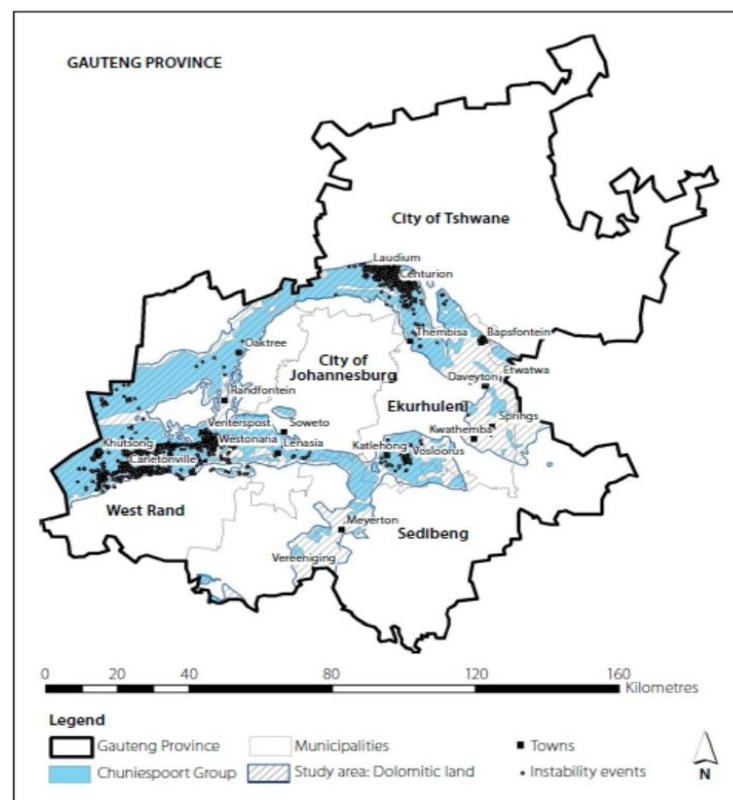 GAUTENG PROVINCE
City of Tshwane
Laudium
Centurion
Thembisa
Bapsfontein
Oaktree
City of
Johannesburg
Etwatwa
Daveyton
Randfontein
Ekurhuleni
Springs
Venterspost
Soweto
Kwathemba
Khutsong
Westonaria
Lenasia
Katlehong
Vosloorus
Carletonville
West Rand
Meyerton
Sedibeng
Vereeniging
0 20 40 80 120 160
Kilometres
Legend
Gauteng Province Municipalities Towns
Chuniespoort Group Study area: Dolomitic land Instability events
N